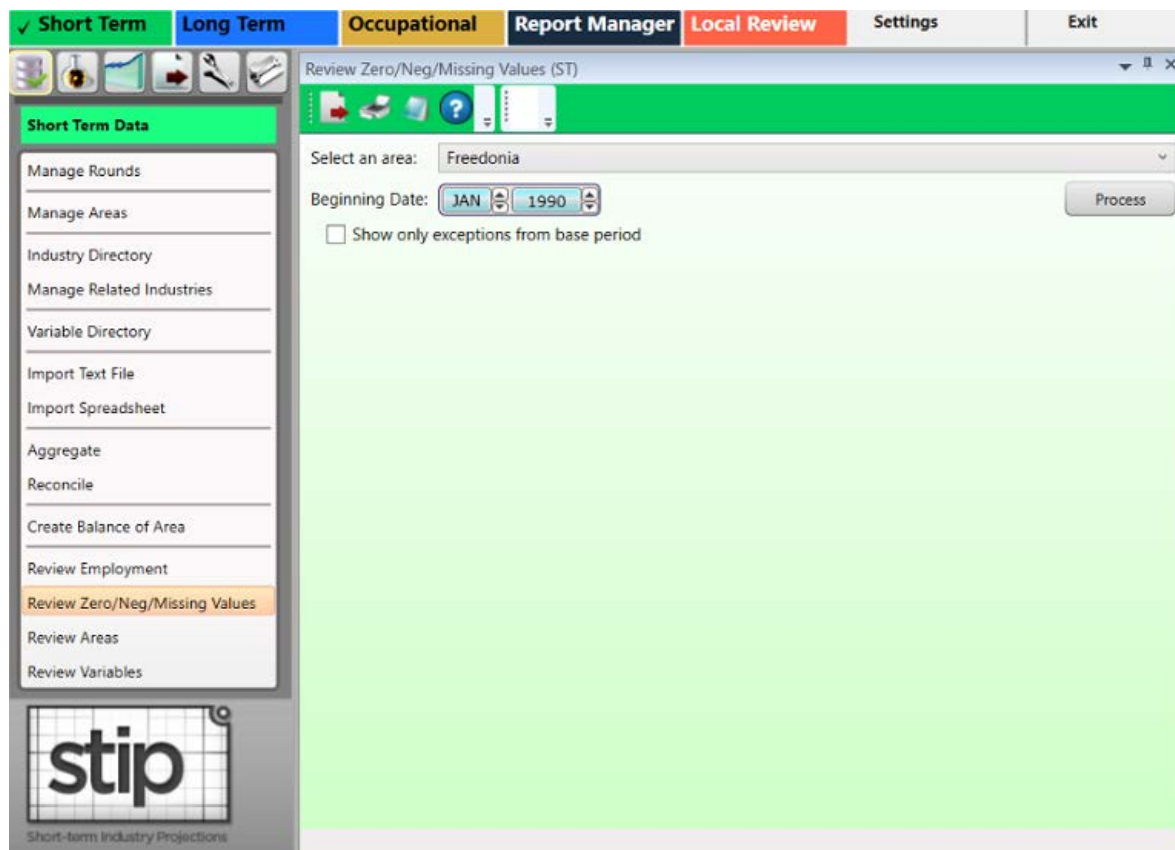 ✓ Short Term Long Term Occupational Report Manager Local Review Settings Exit
Review Zero/Neg/Missing Values (ST)
Short Term Data
Select an area: Freedonia
Manage Rounds
Beginning Date: JAN 1990 Process
Manage Areas
Show only exceptions from base period
Industry Directory
Manage Related Industries
Variable Directory
Import Text File
Import Spreadsheet
Aggregate
Reconcile
Create Balance of Area
Review Employment
Review Zero/Neg/Missing Values
Review Areas
Review Variables
stip
Short-term Industry Projections